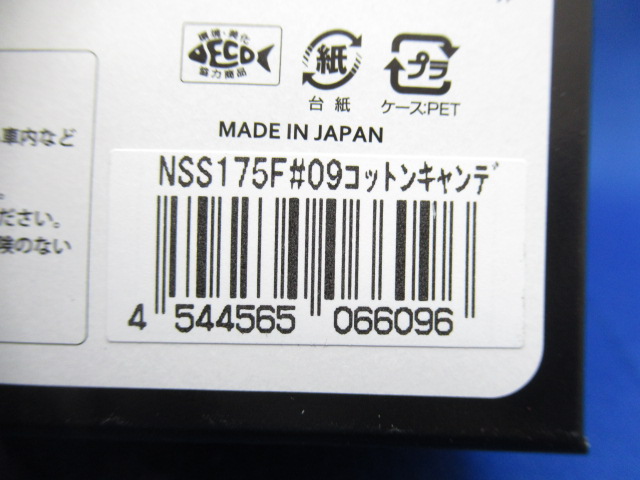 環境・美化
ECO
協力商品
紙
台紙
プラ
ケース:PET
MADE IN JAPAN
車内など
。
ださい。
険のない
NSS175F#09コットンキャンデ
4 544565 066096